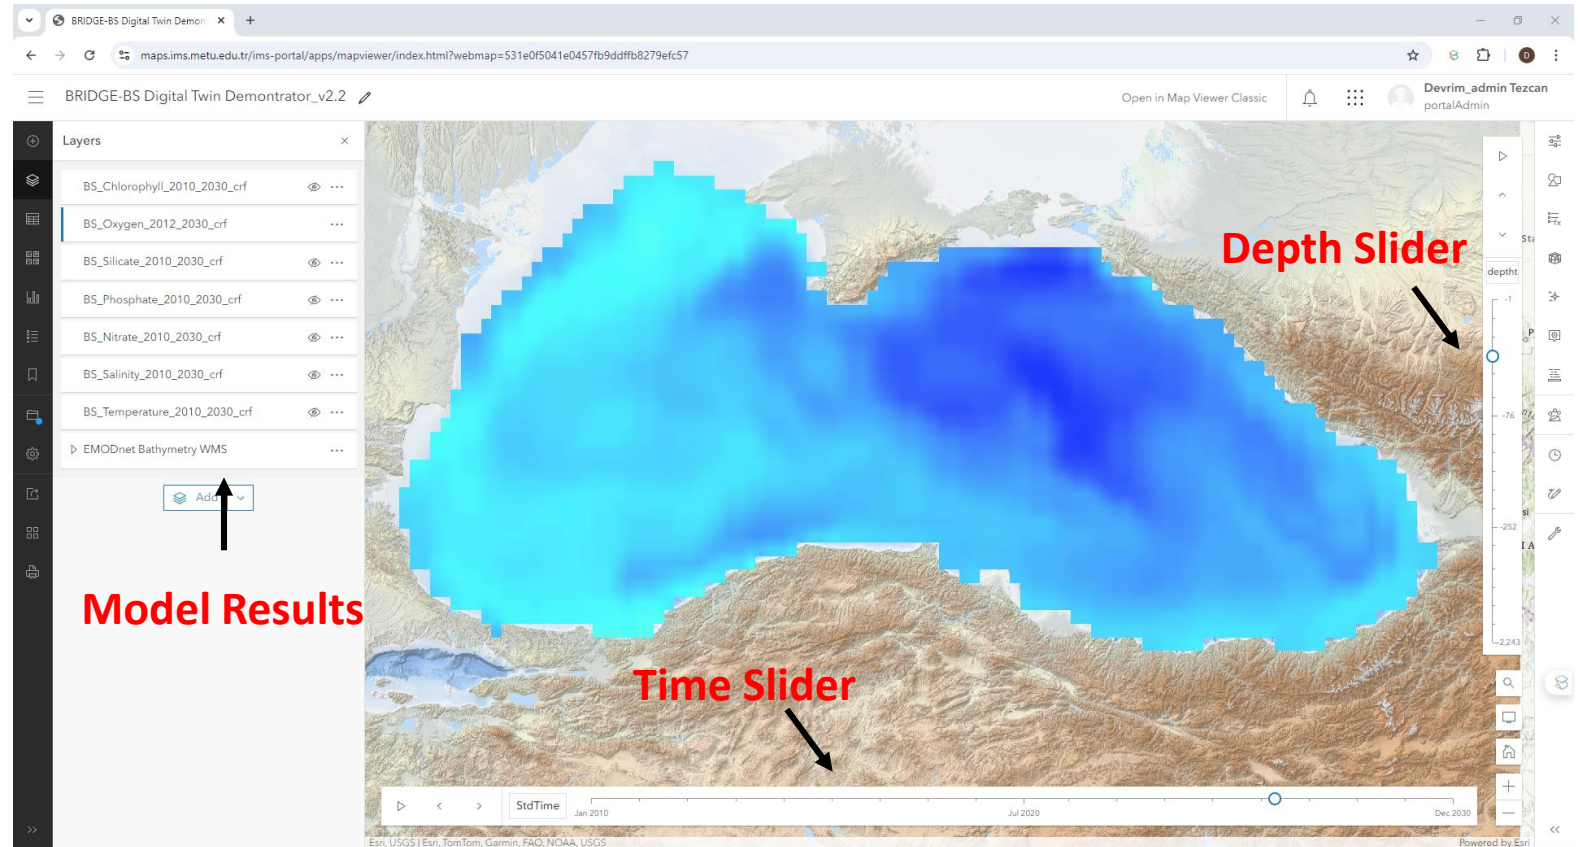 BRIDGE-BS Digital Twin Demon
maps.ims.metu.edu.tr/ims-portal/apps/mapviewer/index.html?webmap=531e0f5041e0457fb9ddffb8279efc57
D
BRIDGE-BS Digital Twin Demontrator_v2.2
Open in Map Viewer Classic
Devrim_admin Tezcan
portalAdmin
Layers
BS_Chlorophyll_2010_2030_crf
BS_Oxygen_2012_2030_crf
BS_Silicate_2010_2030_crf
BS_Phosphate_2010_2030_crf
BS_Nitrate_2010_2030_crf
BS_Salinity_2010_2030_crf
BS_Temperature_2010_2030_crf
EMODnet Bathymetry WMS
Add
Model Results
Depth Slider
deptht
-1
-76
-252
-2,243
Time Slider
StdTime
Jan 2010
Jul 2020
Dec 2030
Esri, USGS | Esri, TomTom, Garmin, FAO, NOAA, USGS
Powered by Esri